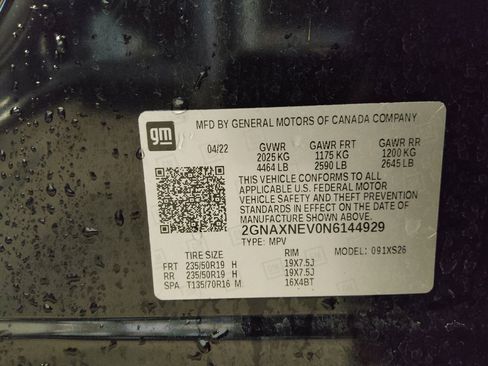 gm
MFD BY GENERAL MOTORS OF CANADA COMPANY
04/22 GVWR GAWR FRT GAWR RR
2025 KG 1175 KG 1200 KG
4464 LB 2590 LB 2645 LB
THIS VEHICLE CONFORMS TO ALL
APPLICABLE U.S. FEDERAL MOTOR
VEHICLE SAFETY AND THEFT PREVENTION
STANDARDS IN EFFECT ON THE DATE OF
MANUFACTURE SHOWN ABOVE.
2GNAXNEV0N6144929
TYPE: MPV MODEL: 091XS26
TIRE SIZE RIM
FRT 235/50R19 H 19X7.5J
RR 235/50R19 H 19X7.5J
SPA T135/70R16 M 16X4BT